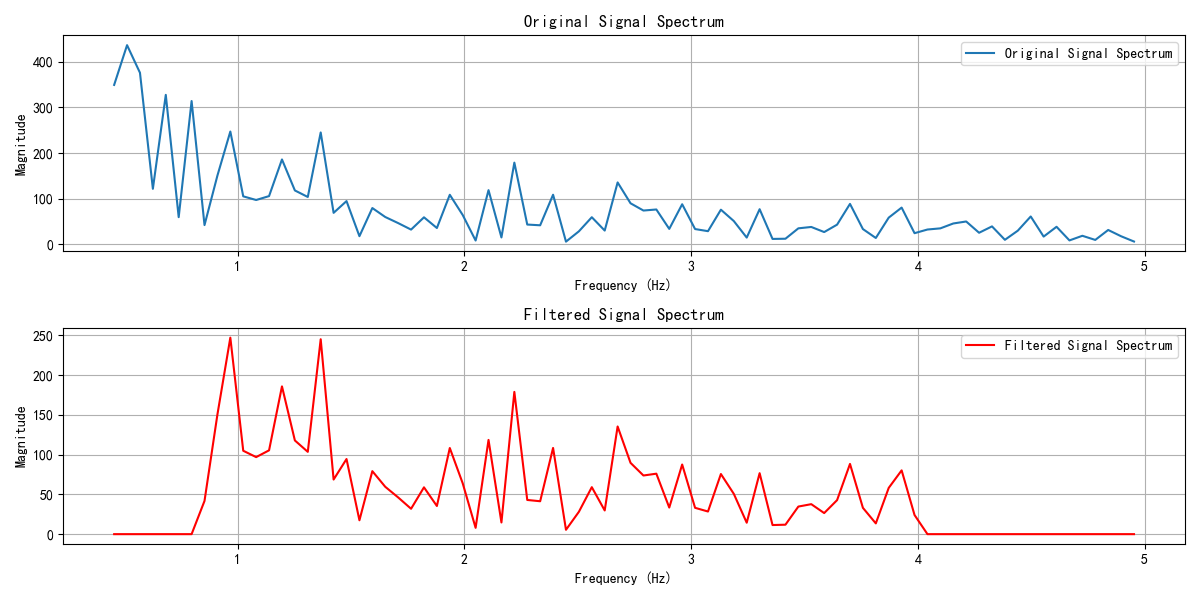 Original Signal Spectrum
Magnitude
400
300
200
100
0
Original Signal Spectrum
1 2 3 4 5
Frequency (Hz)
Filtered Signal Spectrum
Magnitude
250
200
150
100
50
0
Filtered Signal Spectrum
1 2 3 4 5
Frequency (Hz)